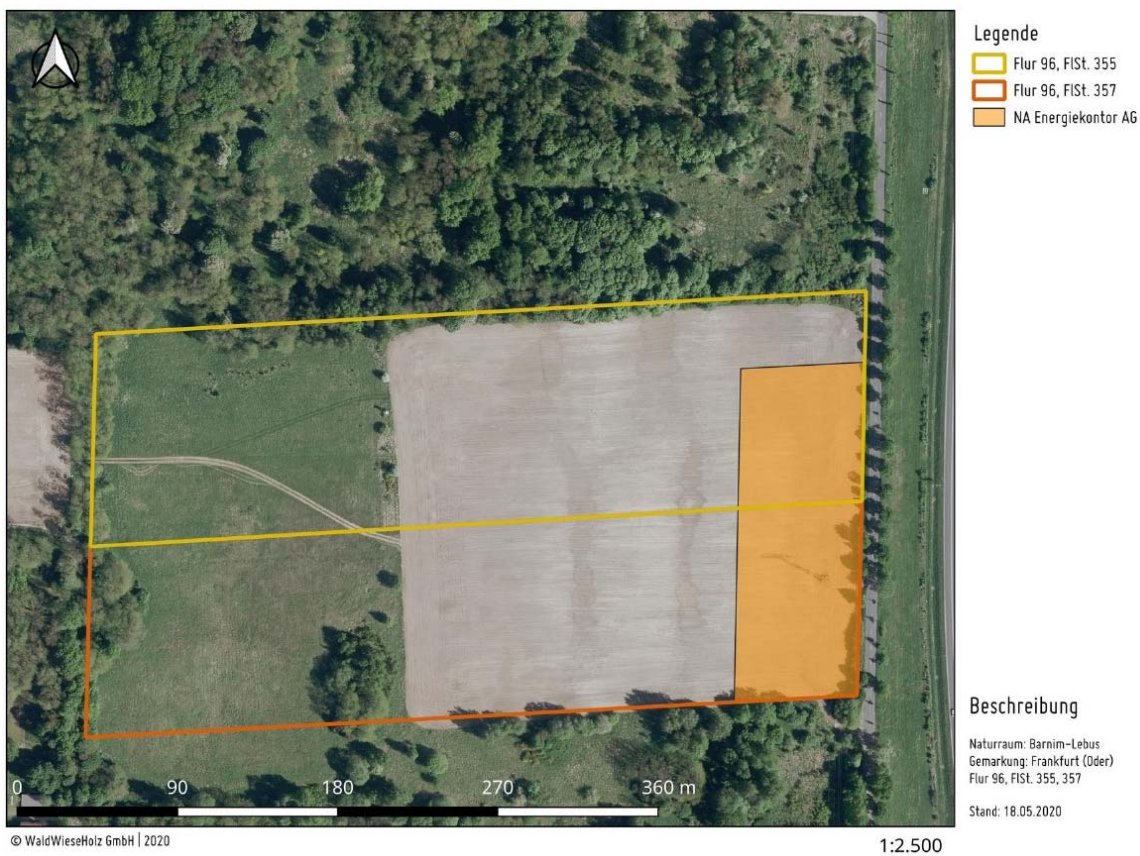 Legende
Flur 96, FlSt. 355
Flur 96, FlSt. 357
NA Energiekontor AG
0 90 180 270 360 m
Beschreibung
Naturraum: Barnim-Lebus
Gemarkung: Frankfurt (Oder)
Flur 96, FlSt. 355, 357
Stand: 18.05.2020
© WaldWieseHolz GmbH | 2020
1:2.500